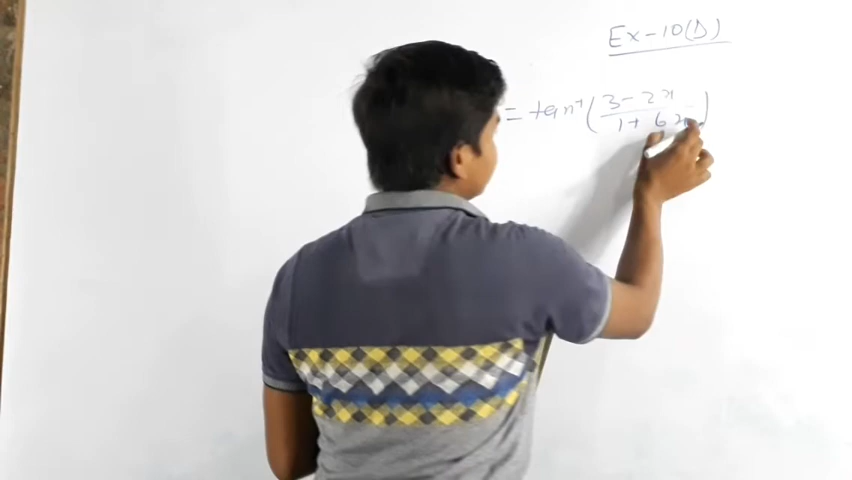 Ex-10(D)
= tan⁻¹(3-2x / 1+6x)